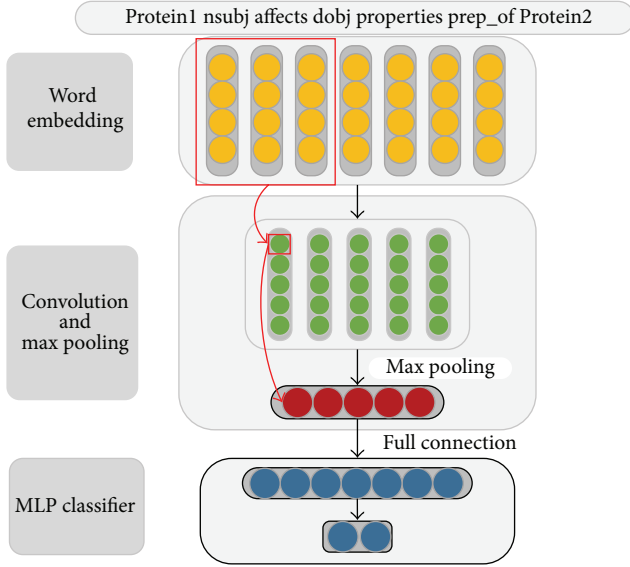 Protein1 nsubj affects dobj properties prep_of Protein2
Word
embedding
Convolution
and
max pooling
Max pooling
Full connection
MLP classifier